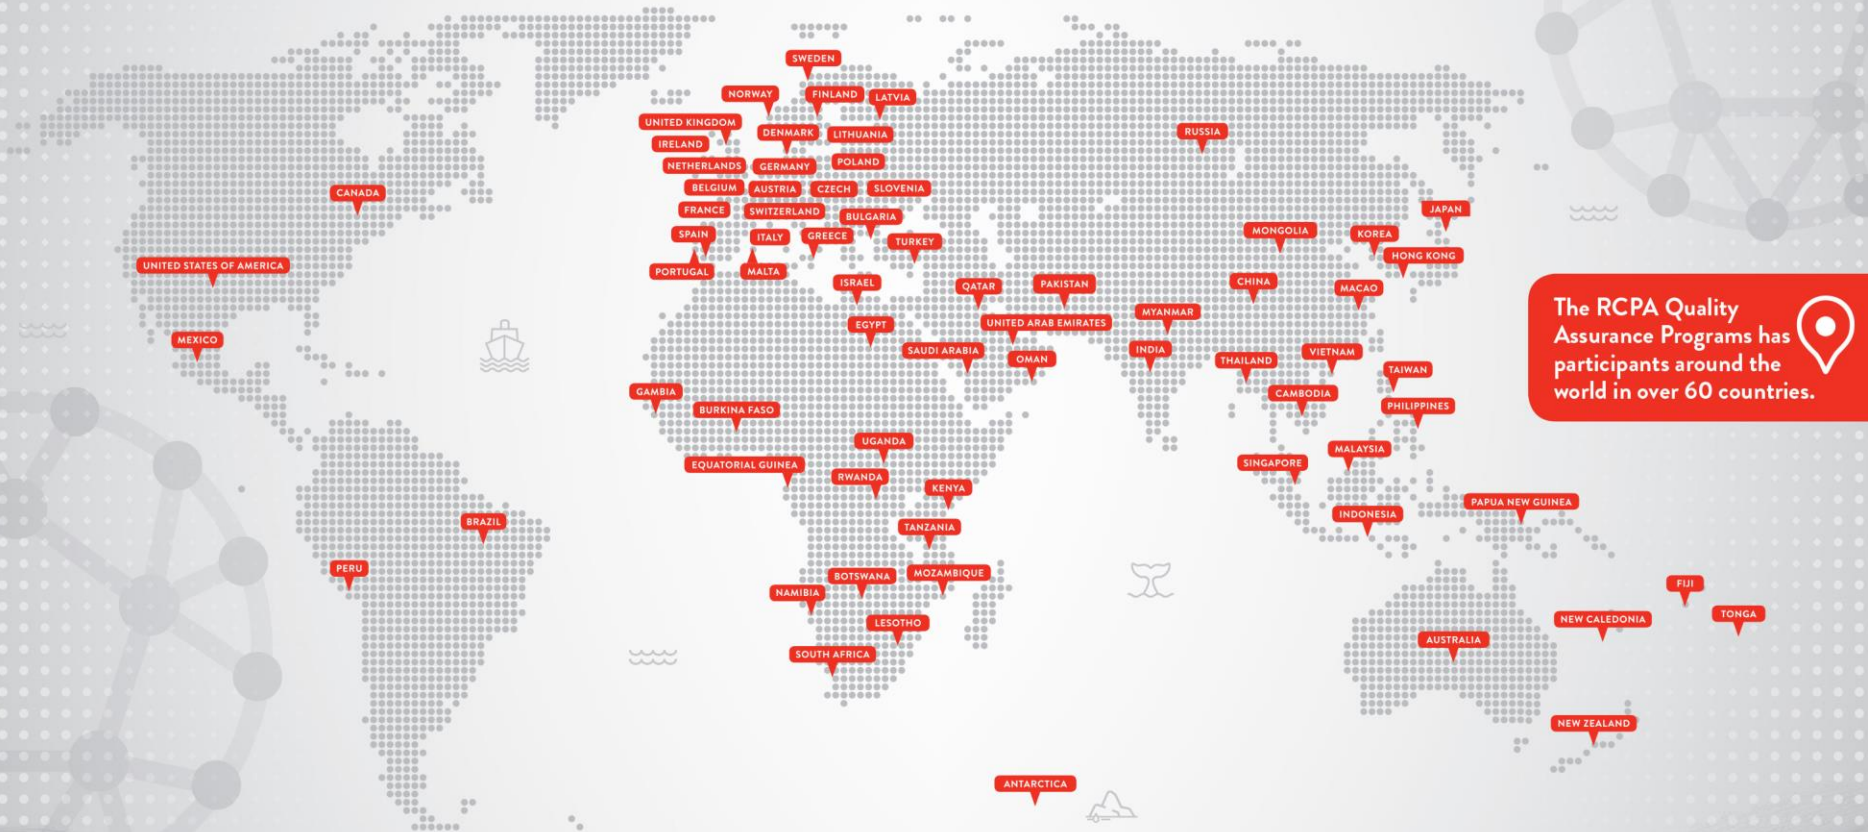 SWEDEN
NORWAY
FINLAND
LATVIA
UNITED KINGDOM
DENMARK
LITHUANIA
RUSSIA
IRELAND
NETHERLANDS
GERMANY
POLAND
BELGIUM
AUSTRIA
CZECH
SLOVENIA
CANADA
FRANCE
SWITZERLAND
BULGARIA
JAPAN
SPAIN
ITALY
GREECE
TURKEY
MONGOLIA
KOREA
HONG KONG
UNITED STATES OF AMERICA
PORTUGAL
MALTA
ISRAEL
QATAR
PAKISTAN
CHINA
MACAO
The RCPA Quality
Assurance Programs has
participants around the
world in over 60 countries.
EGYPT
UNITED ARAB EMIRATES
MYANMAR
MEXICO
SAUDI ARABIA
OMAN
INDIA
THAILAND
VIETNAM
TAIWAN
GAMBIA
BURKINA FASO
CAMBODIA
PHILIPPINES
UGANDA
MALAYSIA
EQUATORIAL GUINEA
RWANDA
KENYA
SINGAPORE
PAPUA NEW GUINEA
BRAZIL
TANZANIA
INDONESIA
PERU
BOTSWANA
MOZAMBIQUE
NAMIBIA
FIJI
LESOTHO
NEW CALEDONIA
TONGA
SOUTH AFRICA
AUSTRALIA
NEW ZEALAND
ANTARCTICA